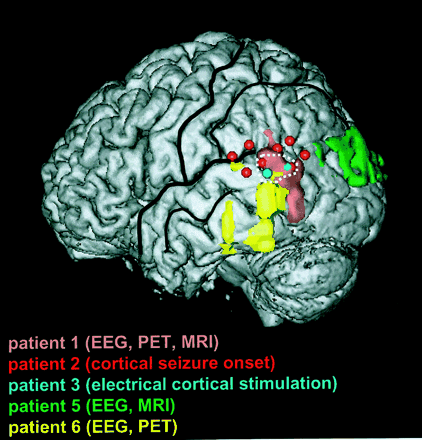 patient 1 (EEG, PET, MRI)
patient 2 (cortical seizure onset)
patient 3 (electrical cortical stimulation)
patient 5 (EEG, MRI)
patient 6 (EEG, PET)